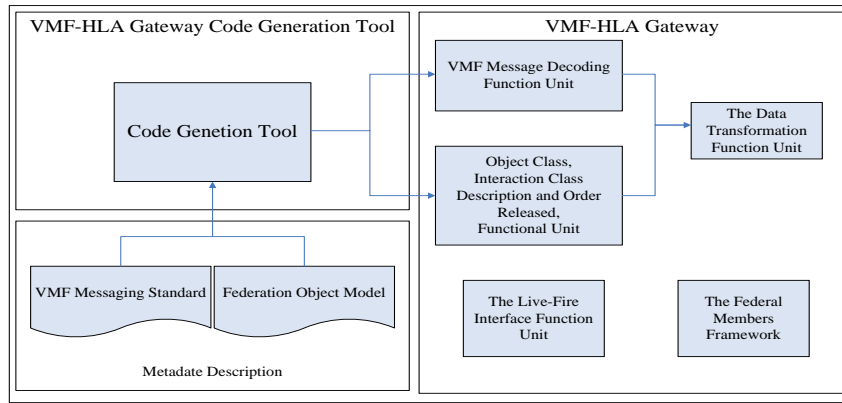 VMF-HLA Gateway Code Generation Tool
Code Genetion Tool
VMF Messaging Standard
Federation Object Model
Metadate Description
VMF-HLA Gateway
VMF Message Decoding
Function Unit
Object Class,
Interaction Class
Description and Order
Released,
Functional Unit
The Data
Transformation
Function Unit
The Live-Fire
Interface Function
Unit
The Federal
Members
Framework